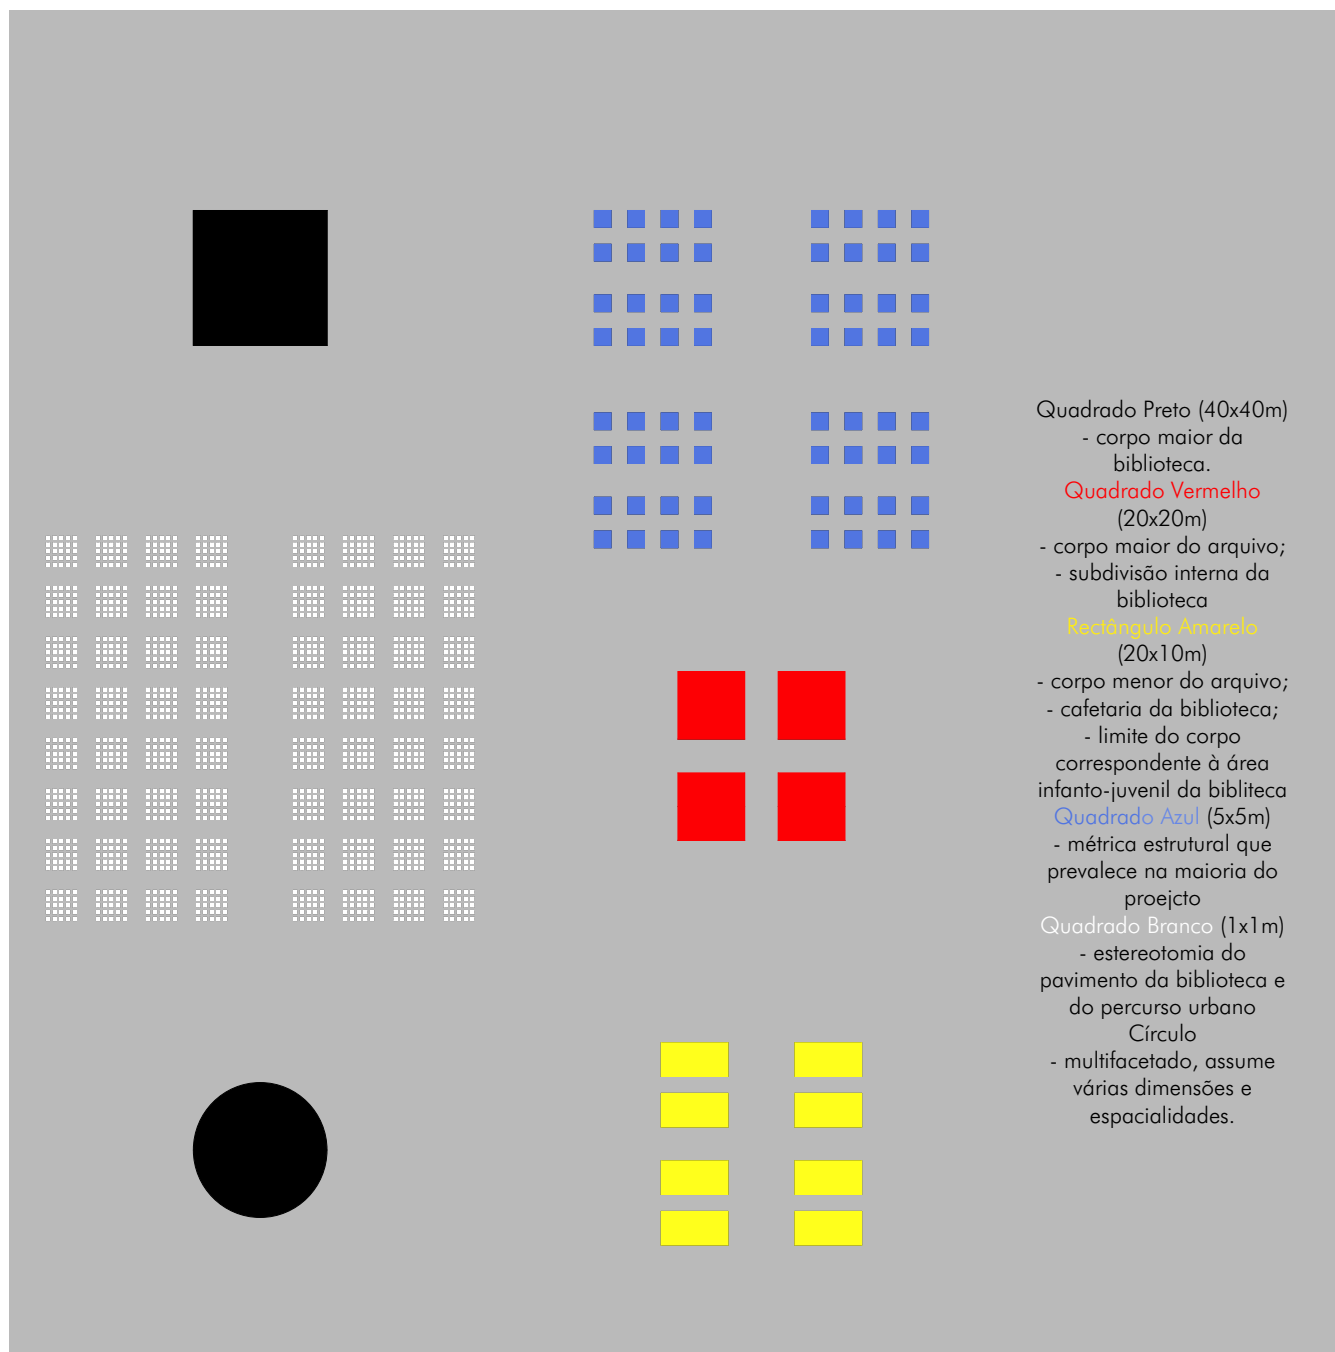 Quadrado Preto (40x40m)
- corpo maior da
biblioteca.
Quadrado Vermelho
(20x20m)
- corpo maior do arquivo;
- subdivisão interna da
biblioteca
Rectângulo Amarelo
(20x10m)
- corpo menor do arquivo;
- cafetaria da biblioteca;
- limite do corpo
correspondente à área
infanto-juvenil da bibliteca
Quadrado Azul (5x5m)
- métrica estrutural que
prevalece na maioria do
proejcto
Quadrado Branco (1x1m)
- estereotomia do
pavimento da biblioteca e
do percurso urbano
Círculo
- multifacetado, assume
várias dimensões e
espacialidades.